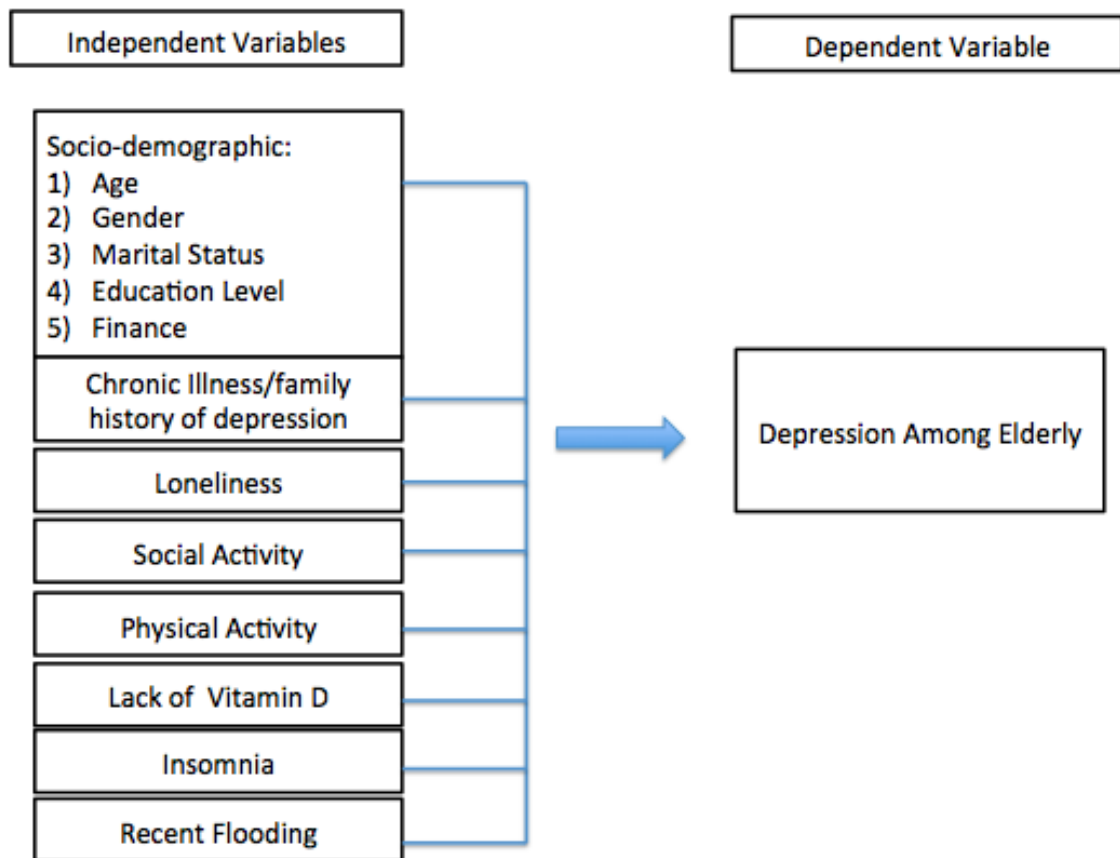 Independent Variables
Dependent Variable
Socio-demographic:
1) Age
2) Gender
3) Marital Status
4) Education Level
5) Finance
Chronic Illness/family
history of depression
Loneliness
Social Activity
Physical Activity
Lack of Vitamin D
Insomnia
Recent Flooding
Depression Among Elderly